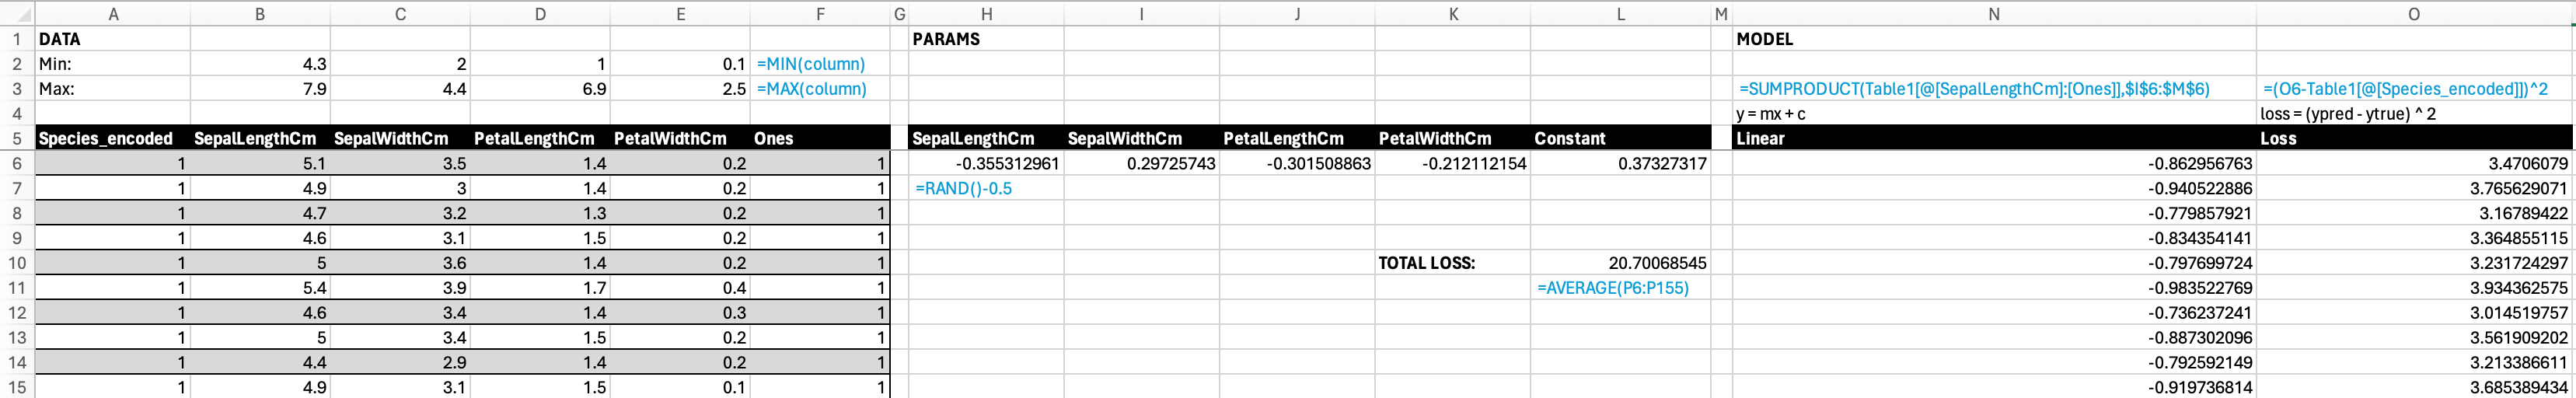 A B C D E F G H I J K L M N O
1 DATA PARAMS MODEL
2 Min: 4.3 2 1 0.1 =MIN(column)
3 Max: 7.9 4.4 6.9 2.5 =MAX(column) =SUMPRODUCT(Table1[@[SepalLengthCm]:[Ones]],$I$6:$M$6) =(O6-Table1[@[Species_encoded]])^2
4 y = mx + c loss = (ypred - ytrue) ^ 2
5 Species_encoded SepalLengthCm SepalWidthCm PetalLengthCm PetalWidthCm Ones SepalLengthCm SepalWidthCm PetalLengthCm PetalWidthCm Constant Linear Loss
6 1 5.1 3.5 1.4 0.2 1 -0.355312961 0.29725743 -0.301508863 -0.212112154 0.37327317 -0.862956763 3.4706079
7 1 4.9 3 1.4 0.2 1 =RAND()-0.5 -0.940522886 3.765629071
8 1 4.7 3.2 1.3 0.2 1 -0.779857921 3.16789422
9 1 4.6 3.1 1.5 0.2 1 -0.834354141 3.364855115
10 1 5 3.6 1.4 0.2 1 TOTAL LOSS: 20.70068545 -0.797699724 3.231724297
11 1 5.4 3.9 1.7 0.4 1 =AVERAGE(P6:P155) -0.983522769 3.934362575
12 1 4.6 3.4 1.4 0.3 1 -0.736237241 3.014519757
13 1 5 3.4 1.5 0.2 1 -0.887302096 3.561909202
14 1 4.4 2.9 1.4 0.2 1 -0.792592149 3.213386611
15 1 4.9 3.1 1.5 0.1 1 -0.919736814 3.685389434